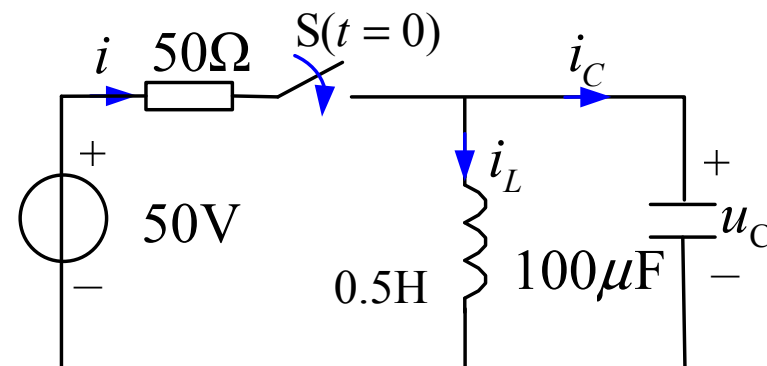 i
50Ω
S(t = 0)
i_C
+
50V
−
i_L
0.5H
100μF
+
u_C
−